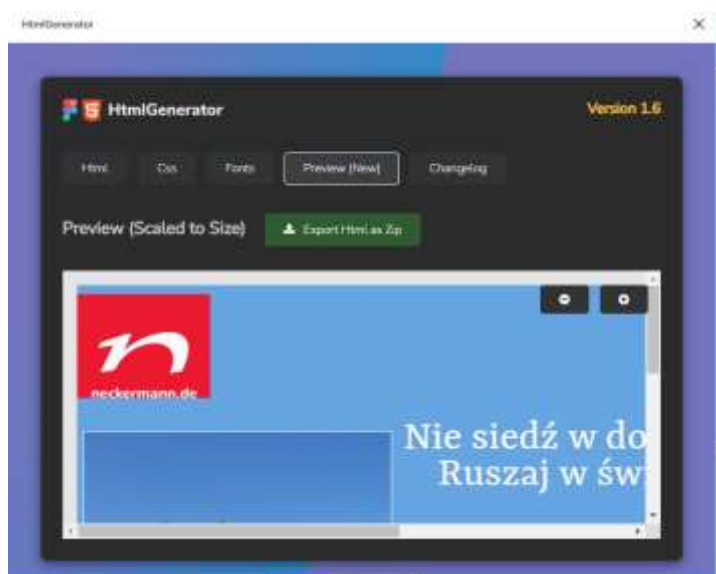 HtmlGenerator
HtmlGenerator
Version 1.6
Html
Css
Fonts
Preview (New)
Changelog
Preview (Scaled to Size)
Export Html as Zip
neckermann.de
Nie siedź w do
Ruszaj w świ